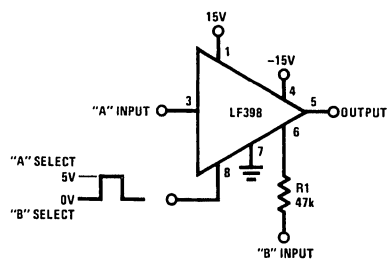 15V
1
-15V
4
"A" INPUT
3
LF398
5
OUTPUT
6
7
8
"A" SELECT
5V
0V
"B" SELECT
R1
47k
"B" INPUT